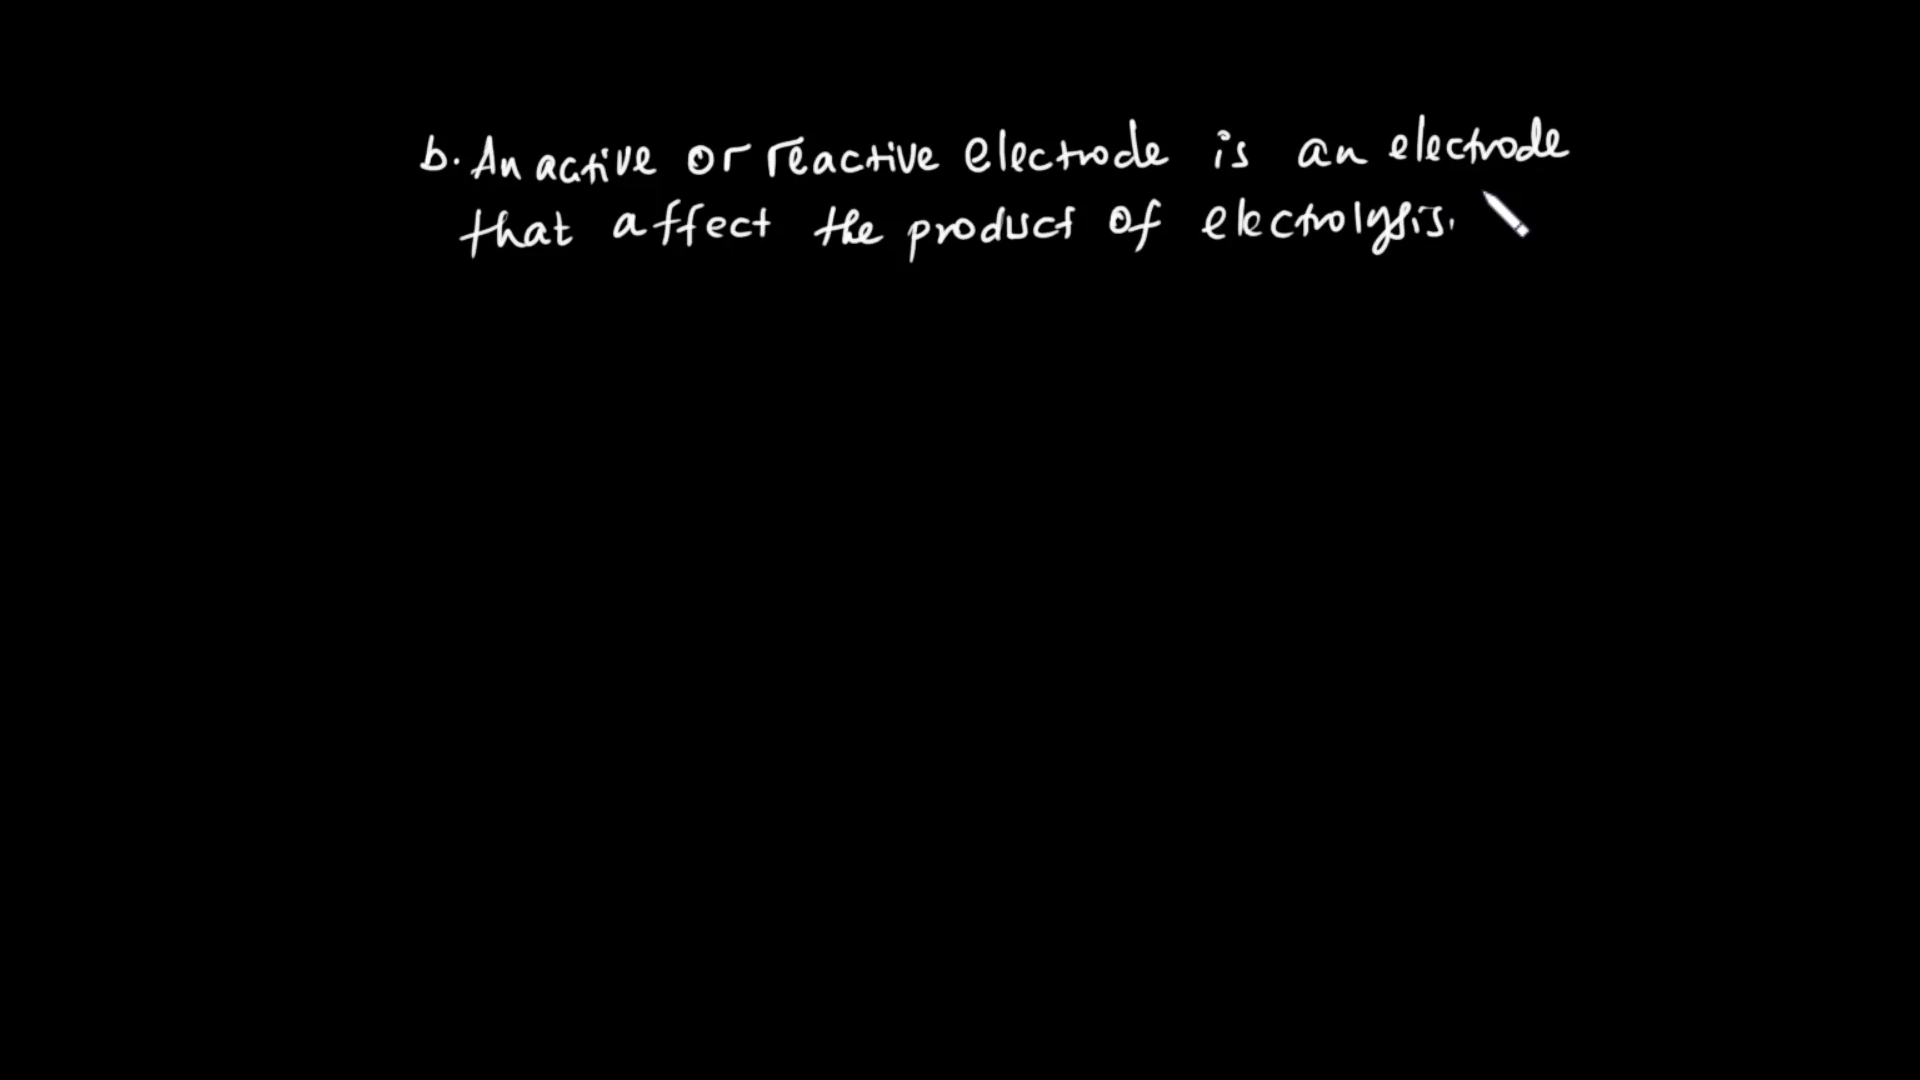 b. An active or reactive electrode is an electrode
that affect the product of electrolysis.